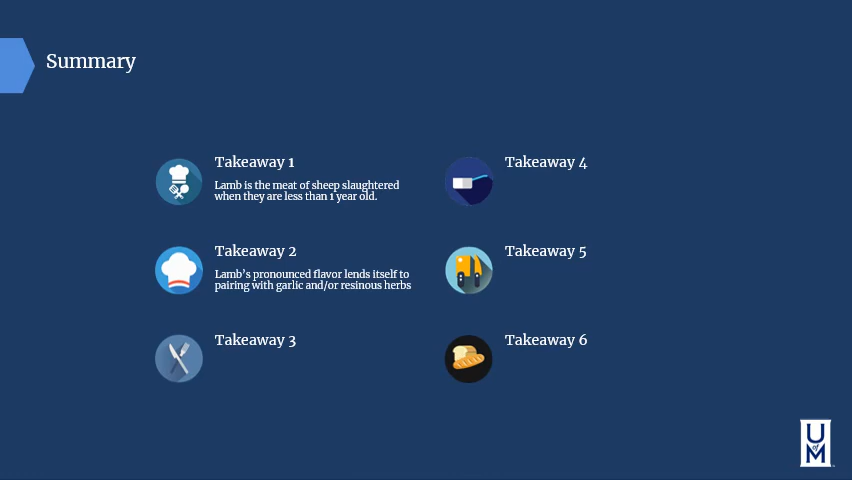 Summary
Takeaway 1
Lamb is the meat of sheep slaughtered
when they are less than 1 year old.
Takeaway 2
Lamb's pronounced flavor lends itself to
pairing with garlic and/or resinous herbs
Takeaway 3
Takeaway 4
Takeaway 5
Takeaway 6
U
of
M